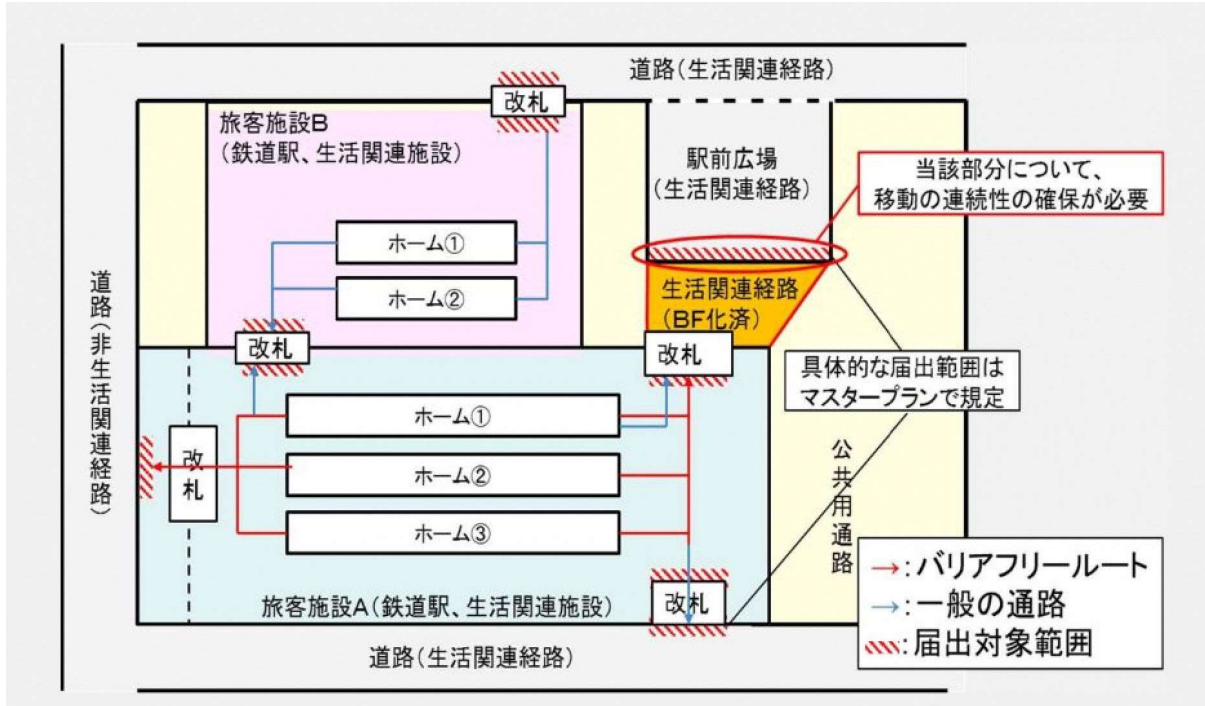 道路(生活関連経路)
改札
旅客施設B
(鉄道駅、生活関連施設)
駅前広場
(生活関連経路)
当該部分について、
移動の連続性の確保が必要
ホーム①
ホーム②
生活関連経路
(BF化済)
道路(非生活関連経路)
改札
改札
具体的な届出範囲は
マスタープランで規定
ホーム①
改札
ホーム②
ホーム③
公共用通路
旅客施設A(鉄道駅、生活関連施設)
改札
道路(生活関連経路)
→:バリアフリールート
→:一般の通路
:届出対象範囲